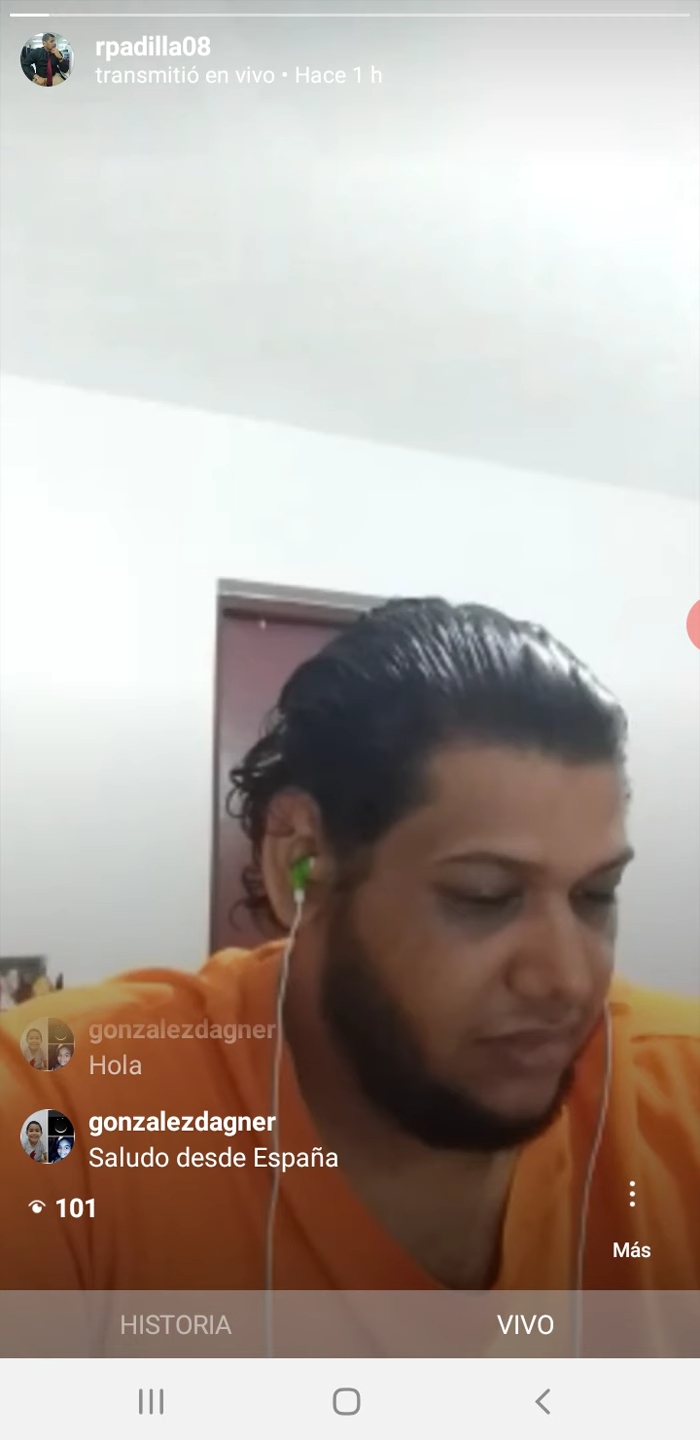 rpadilla08
transmitió en vivo • Hace 1 h
gonzalezdagner
Hola
gonzalezdagner
Saludo desde España
101
Más
HISTORIA
VIVO